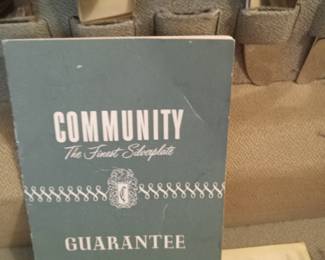 COMMUNITY
The Finest Silverplate
C
GUARANTEE